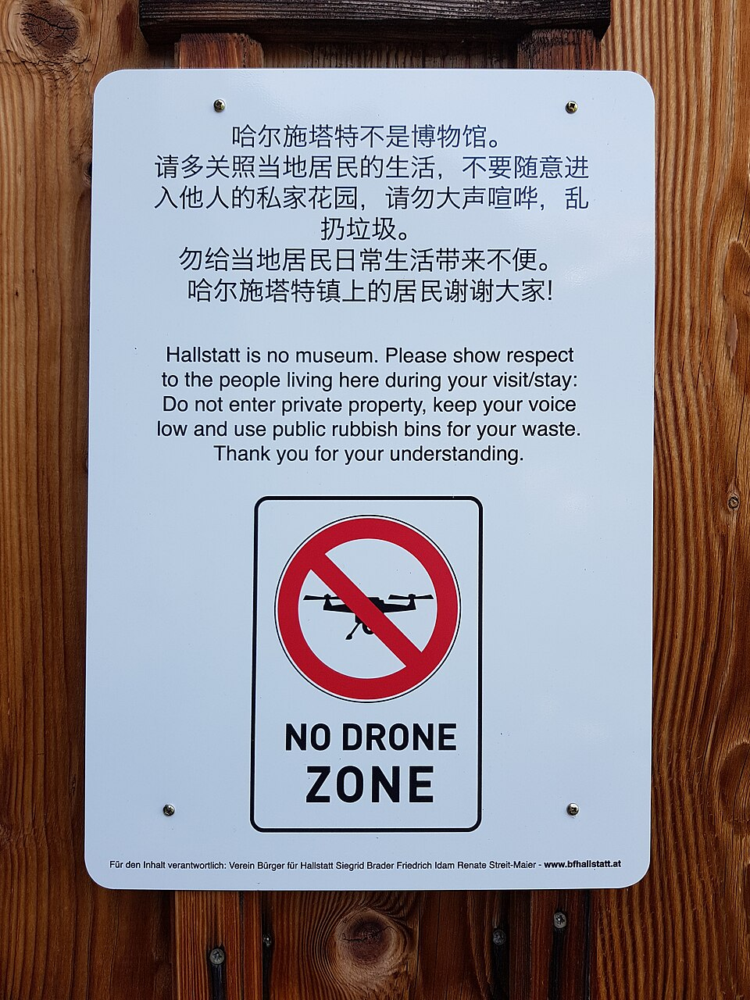 哈尔施塔特不是博物馆。
请多关照当地居民的生活，不要随意进
入他人的私家花园，请勿大声喧哗，乱
扔垃圾。
勿给当地居民日常生活带来不便。
哈尔施塔特镇上的居民谢谢大家!
Hallstatt is no museum. Please show respect
to the people living here during your visit/stay:
Do not enter private property, keep your voice
low and use public rubbish bins for your waste.
Thank you for your understanding.
NO DRONE
ZONE
Für den Inhalt verantwortlich: Verein Bürger für Hallstatt Siegrid Brader Friedrich Idam Renate Streit-Maier - www.bfhallstatt.at